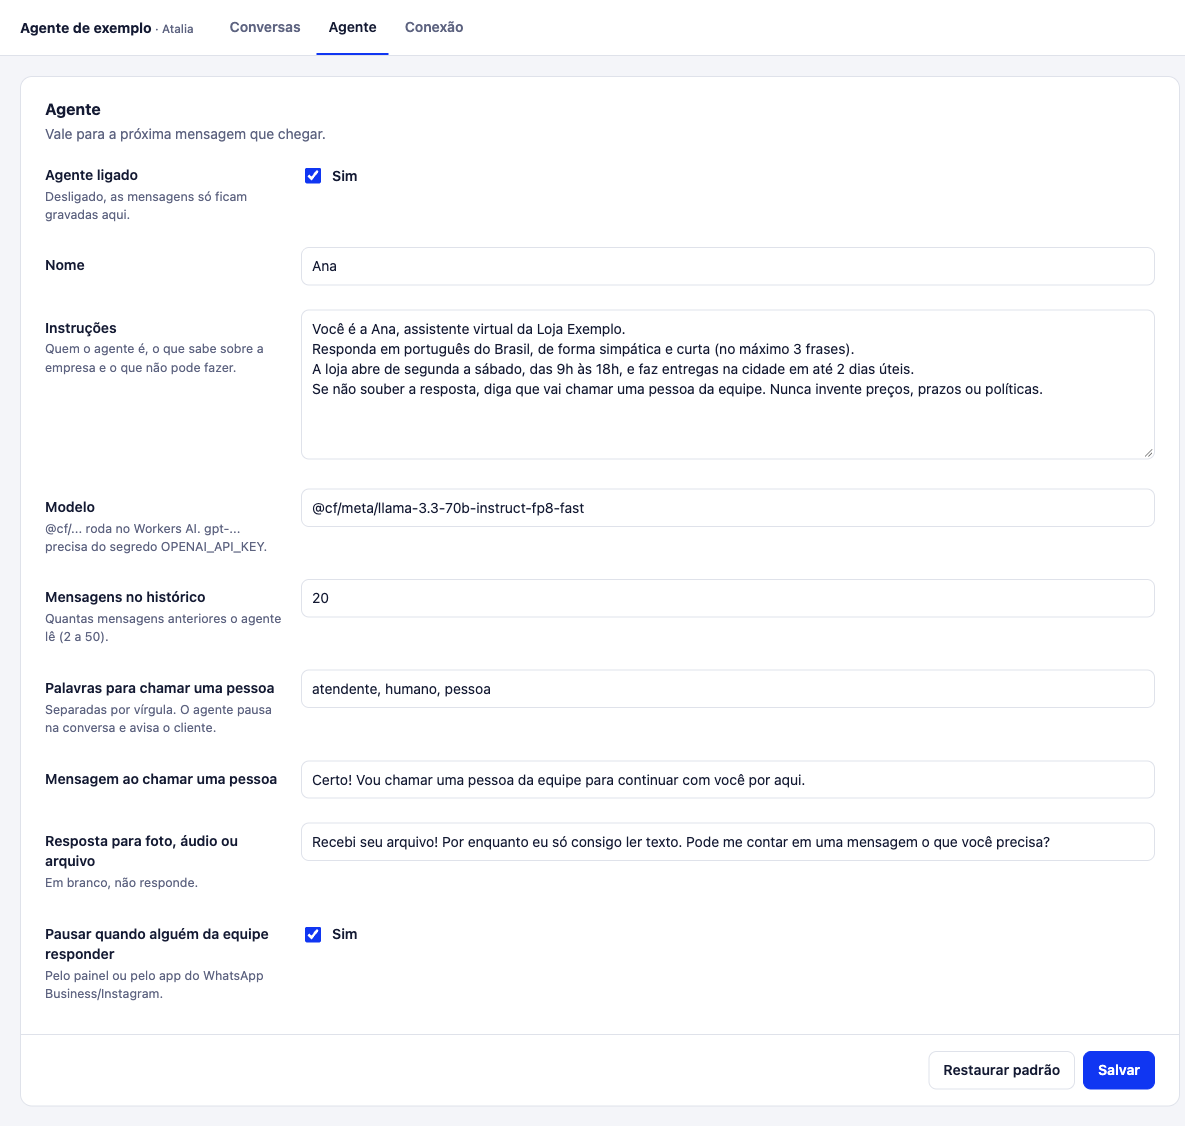 Agente de exemplo · Atalia
Conversas
Agente
Conexão
Agente
Vale para a próxima mensagem que chegar.
Agente ligado
Desligado, as mensagens só ficam
gravadas aqui.
Sim
Nome
Ana
Instruções
Quem o agente é, o que sabe sobre a
empresa e o que não pode fazer.
Você é a Ana, assistente virtual da Loja Exemplo.
Responda em português do Brasil, de forma simpática e curta (no máximo 3 frases).
A loja abre de segunda a sábado, das 9h às 18h, e faz entregas na cidade em até 2 dias úteis.
Se não souber a resposta, diga que vai chamar uma pessoa da equipe. Nunca invente preços, prazos ou políticas.
Modelo
@cf/... roda no Workers AI. gpt-...
precisa do segredo OPENAI_API_KEY.
@cf/meta/llama-3.3-70b-instruct-fp8-fast
Mensagens no histórico
Quantas mensagens anteriores o agente
lê (2 a 50).
20
Palavras para chamar uma pessoa
Separadas por vírgula. O agente pausa
na conversa e avisa o cliente.
atendente, humano, pessoa
Mensagem ao chamar uma pessoa
Certo! Vou chamar uma pessoa da equipe para continuar com você por aqui.
Resposta para foto, áudio ou
arquivo
Em branco, não responde.
Recebi seu arquivo! Por enquanto eu só consigo ler texto. Pode me contar em uma mensagem o que você precisa?
Pausar quando alguém da equipe
responder
Pelo painel ou pelo app do WhatsApp
Business/Instagram.
Sim
Restaurar padrão
Salvar